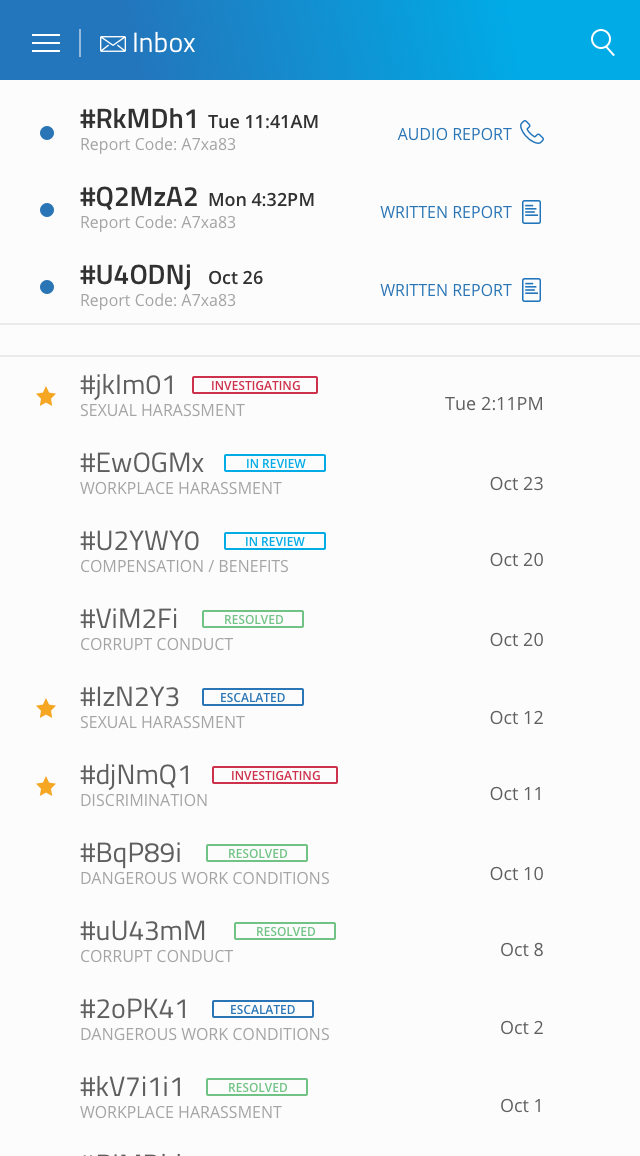 Inbox
#RkMDh1 Tue 11:41AM
Report Code: A7xa83
AUDIO REPORT
#Q2MzA2 Mon 4:32PM
Report Code: A7xa83
WRITTEN REPORT
#U4ODNj Oct 26
Report Code: A7xa83
WRITTEN REPORT
#jkIm01 INVESTIGATING
SEXUAL HARASSMENT
Tue 2:11PM
#EwOGMx IN REVIEW
WORKPLACE HARASSMENT
Oct 23
#U2YWY0 IN REVIEW
COMPENSATION / BENEFITS
Oct 20
#ViM2Fi RESOLVED
CORRUPT CONDUCT
Oct 20
#IzN2Y3 ESCALATED
SEXUAL HARASSMENT
Oct 12
#djNmQ1 INVESTIGATING
DISCRIMINATION
Oct 11
#BqP89i RESOLVED
DANGEROUS WORK CONDITIONS
Oct 10
#uU43mM RESOLVED
CORRUPT CONDUCT
Oct 8
#2oPK41 ESCALATED
DANGEROUS WORK CONDITIONS
Oct 2
#kV7i1i1 RESOLVED
WORKPLACE HARASSMENT
Oct 1